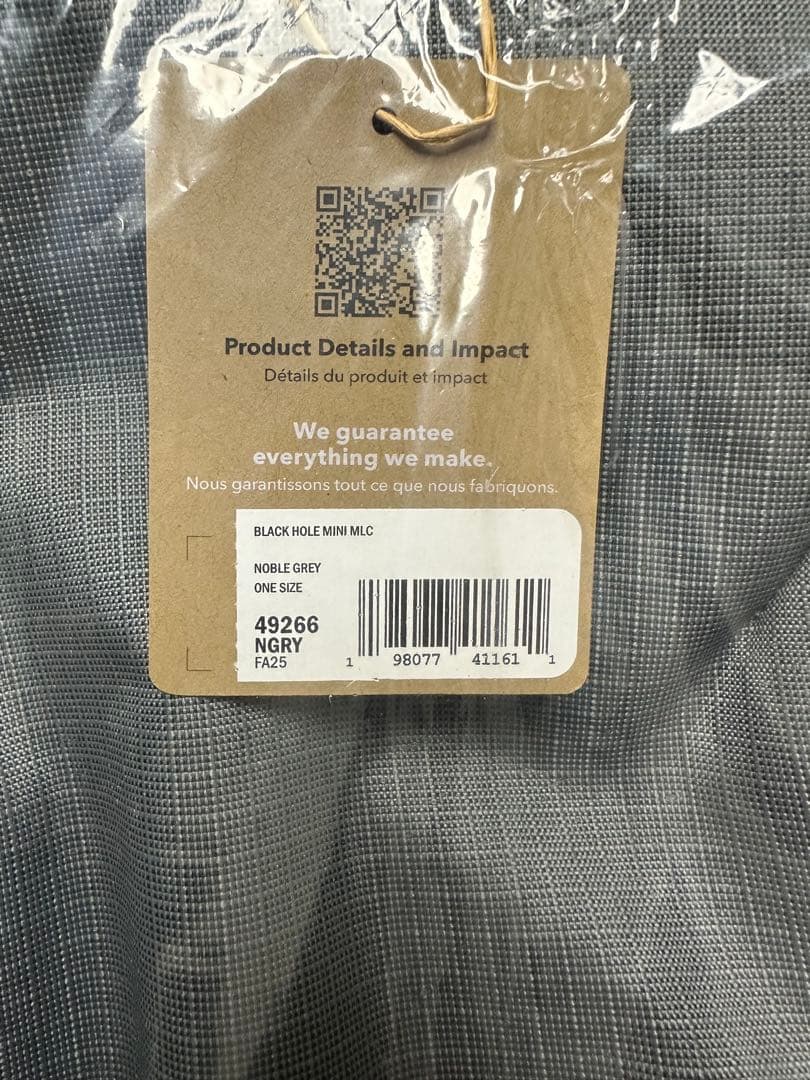 Product Details and Impact
Détails du produit et impact
We guarantee
everything we make.
Nous garantissons tout ce que nous fabriquons.
BLACK HOLE MINI MLC
NOBLE GREY
ONE SIZE
49266
NGRY
FA25
1 98077 41161 1